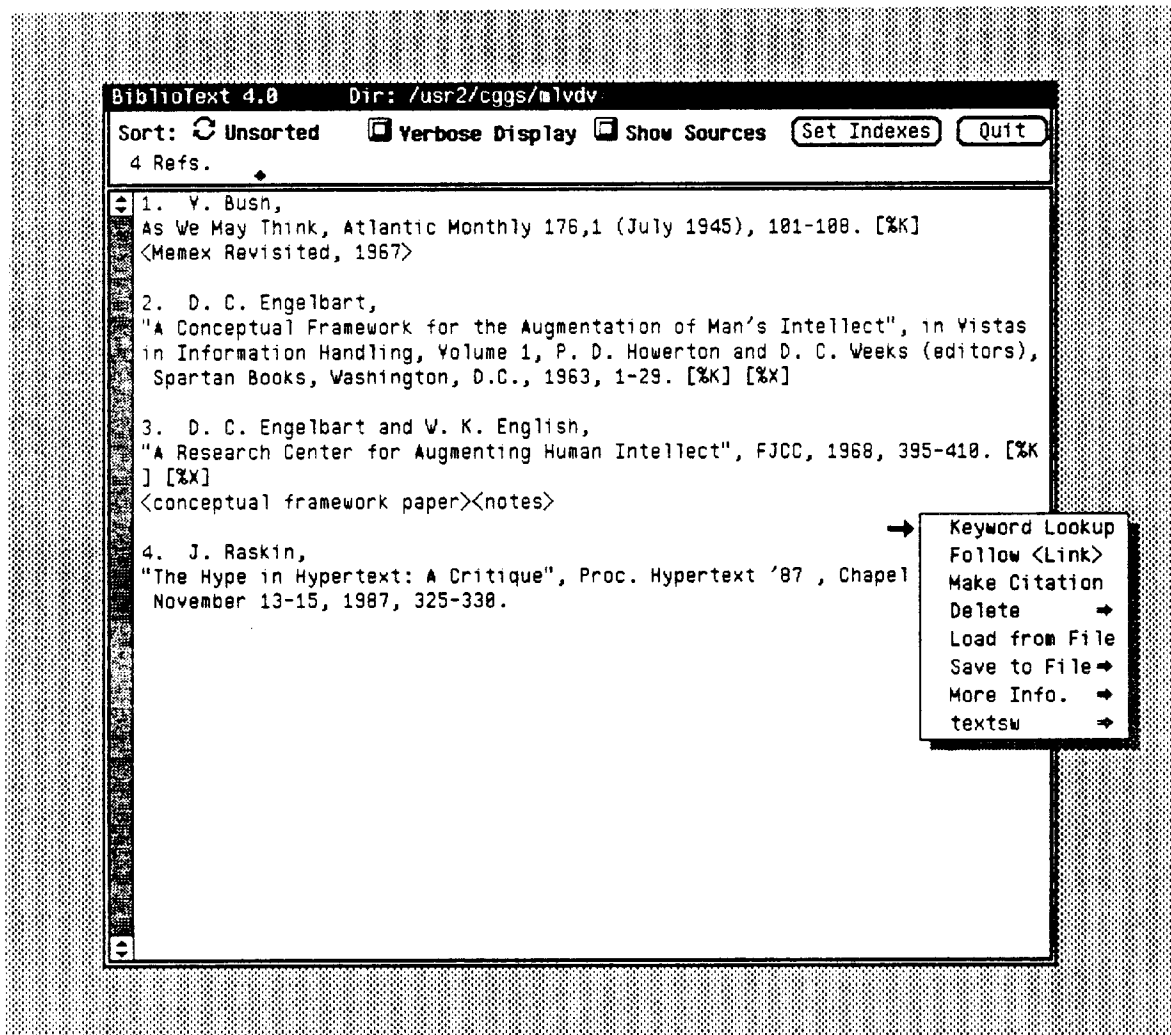 BiblioText 4.0 Dir: /usr2/cggs/mlvdv
Sort: Unsorted Verbose Display Show Sources Set Indexes Quit
4 Refs.
1. V. Bush,
As We May Think, Atlantic Monthly 176,1 (July 1945), 101-108. [%K]
<Memex Revisited, 1967>
2. D. C. Engelbart,
"A Conceptual Framework for the Augmentation of Man's Intellect", in Vistas
in Information Handling, Volume 1, P. D. Howerton and D. C. Weeks (editors),
Spartan Books, Washington, D.C., 1963, 1-29. [%K] [%X]
3. D. C. Engelbart and W. K. English,
"A Research Center for Augmenting Human Intellect", FJCC, 1968, 395-410. [%K
] [%X]
<conceptual framework paper><notes>
4. J. Raskin,
"The Hype in Hypertext: A Critique", Proc. Hypertext '87 , Chapel
November 13-15, 1987, 325-330.
Keyword Lookup
Follow <Link>
Make Citation
Delete
Load from File
Save to File
More Info.
textsw